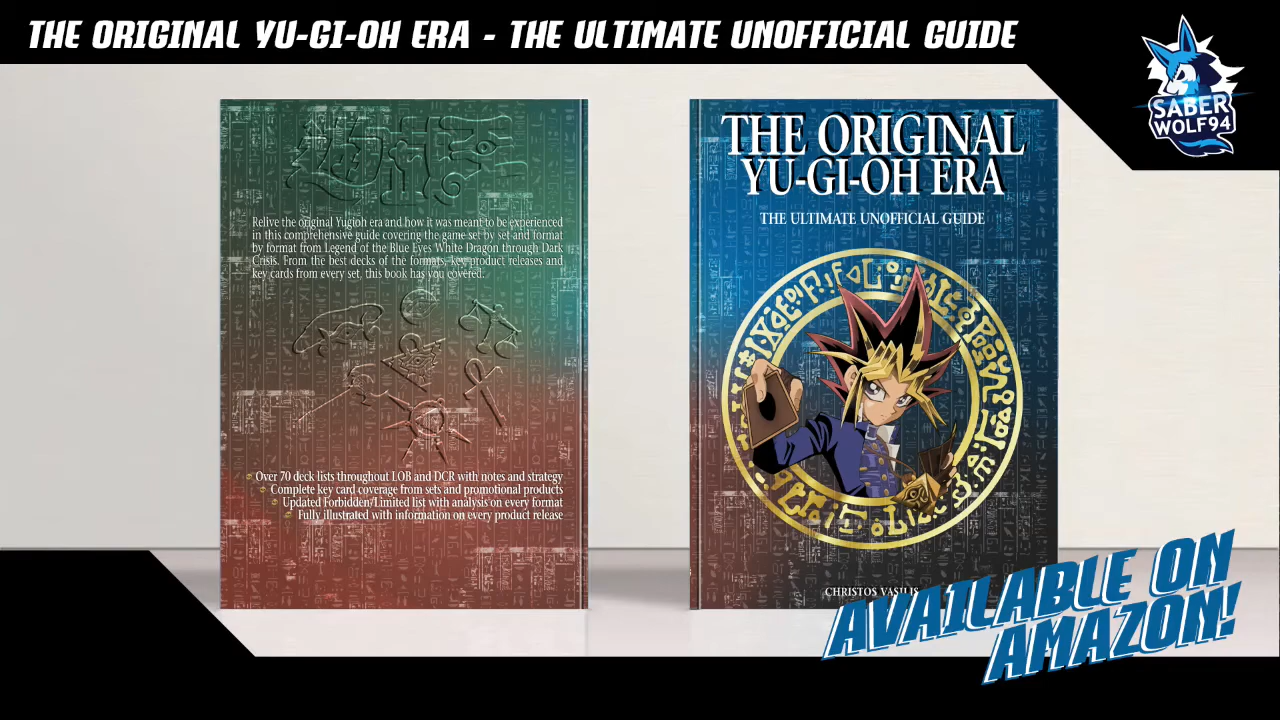 THE ORIGINAL YU-GI-OH ERA - THE ULTIMATE UNOFFICIAL GUIDE
SABER
WOLF94
Relive the original Yugioh era and how it was meant to be experienced
in this comprehensive guide covering the game set by set and format
by format from Legend of the Blue Eyes White Dragon through Dark
Crisis. From the best decks of the formats, key product releases and
key cards from every set, this book has you covered.
Over 70 deck lists throughout LOB and DCR with notes and strategy
Complete key card coverage from sets and promotional products
Updated Forbidden/Limited list with analysis on every format
Fully illustrated with information on every product release
THE ORIGINAL
YU-GI-OH ERA
THE ULTIMATE UNOFFICIAL GUIDE
CHRISTOS VASILIS
AVAILABLE ON
AMAZON!